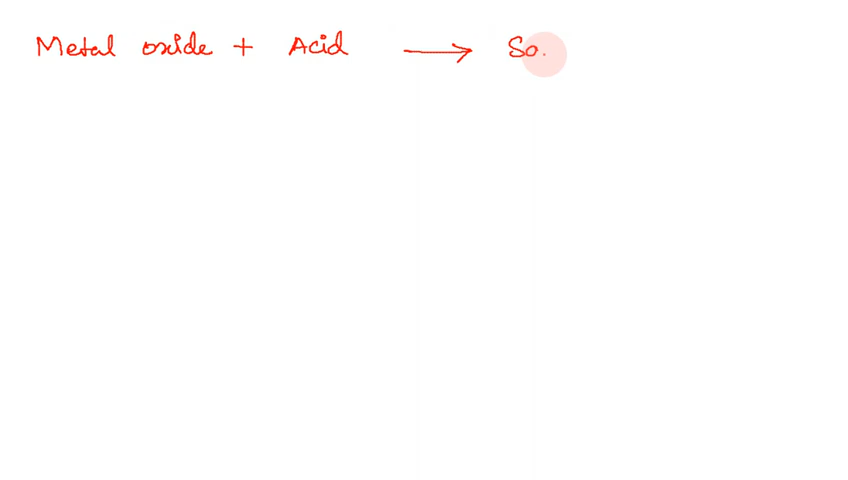 Metal oxide + Acid → So